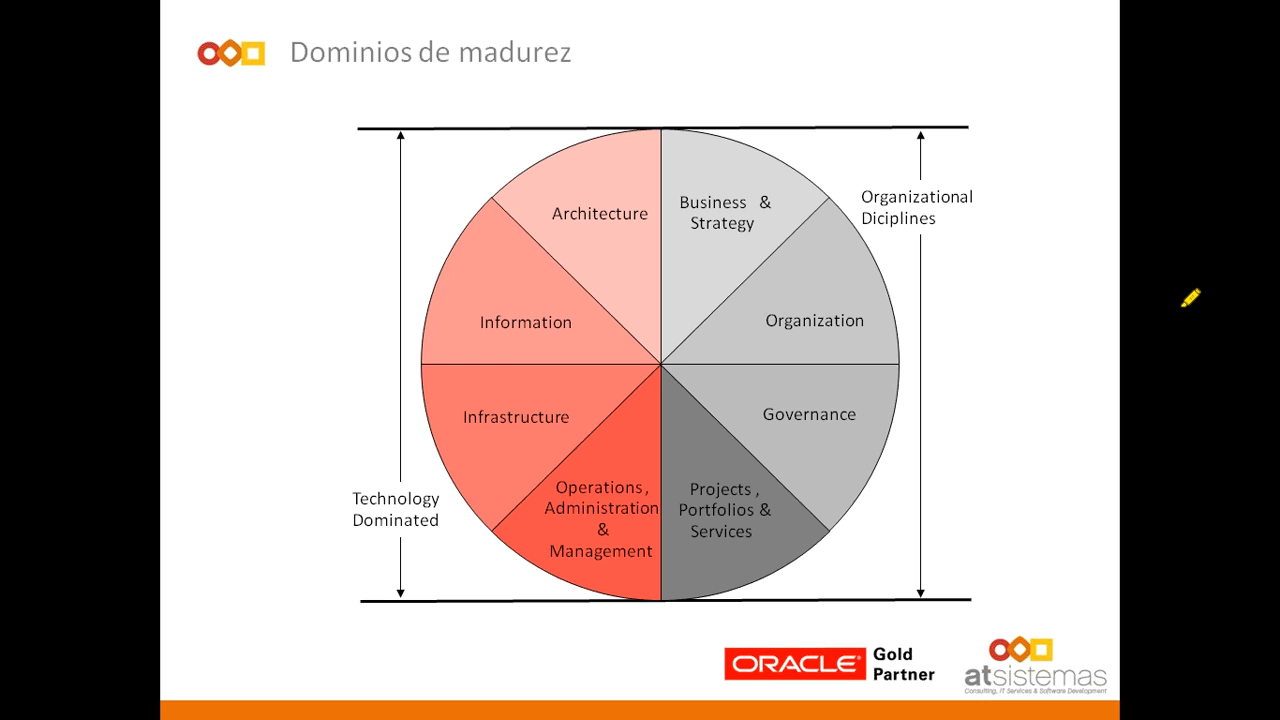 Dominios de madurez
Organizational
Diciplines
Business &
Strategy
Architecture
Information
Organization
Infrastructure
Governance
Technology
Dominated
Operations,
Administration
&
Management
Projects,
Portfolios &
Services
ORACLE
Gold
Partner
atsistemas
Consulting, IT Services & Software Development